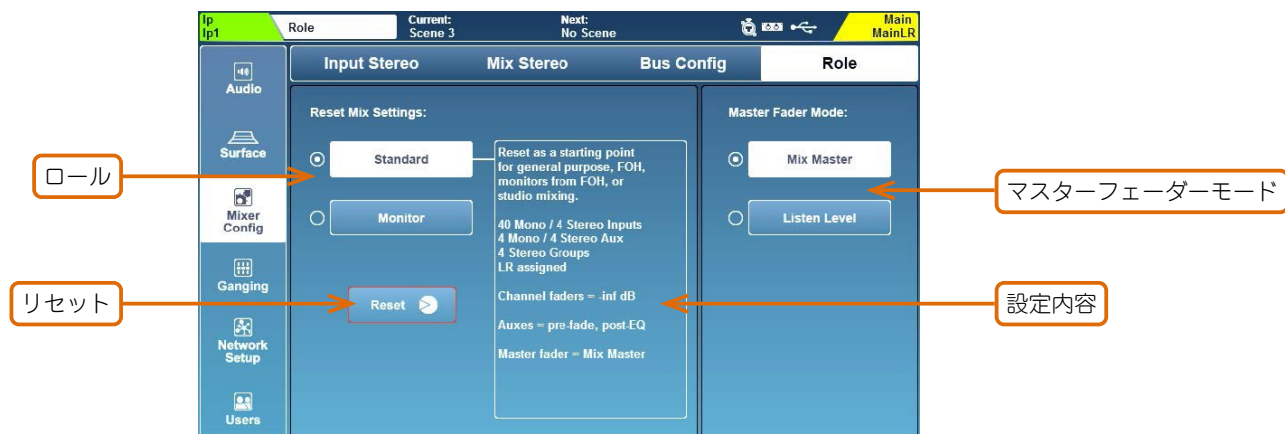 Ip
Ip1
Role
Current:
Scene 3
Next:
No Scene
Main
MainLR
Audio
Surface
Mixer
Config
Ganging
Network
Setup
Users
Input Stereo
Mix Stereo
Bus Config
Role
Reset Mix Settings:
Standard
Monitor
Reset
Reset as a starting point
for general purpose, FOH,
monitors from FOH, or
studio mixing.
40 Mono / 4 Stereo Inputs
4 Mono / 4 Stereo Aux
4 Stereo Groups
LR assigned
Channel faders = -inf dB
Auxes = pre-fade, post-EQ
Master fader = Mix Master
Master Fader Mode:
Mix Master
Listen Level
ロール
リセット
マスターフェーダーモード
設定内容